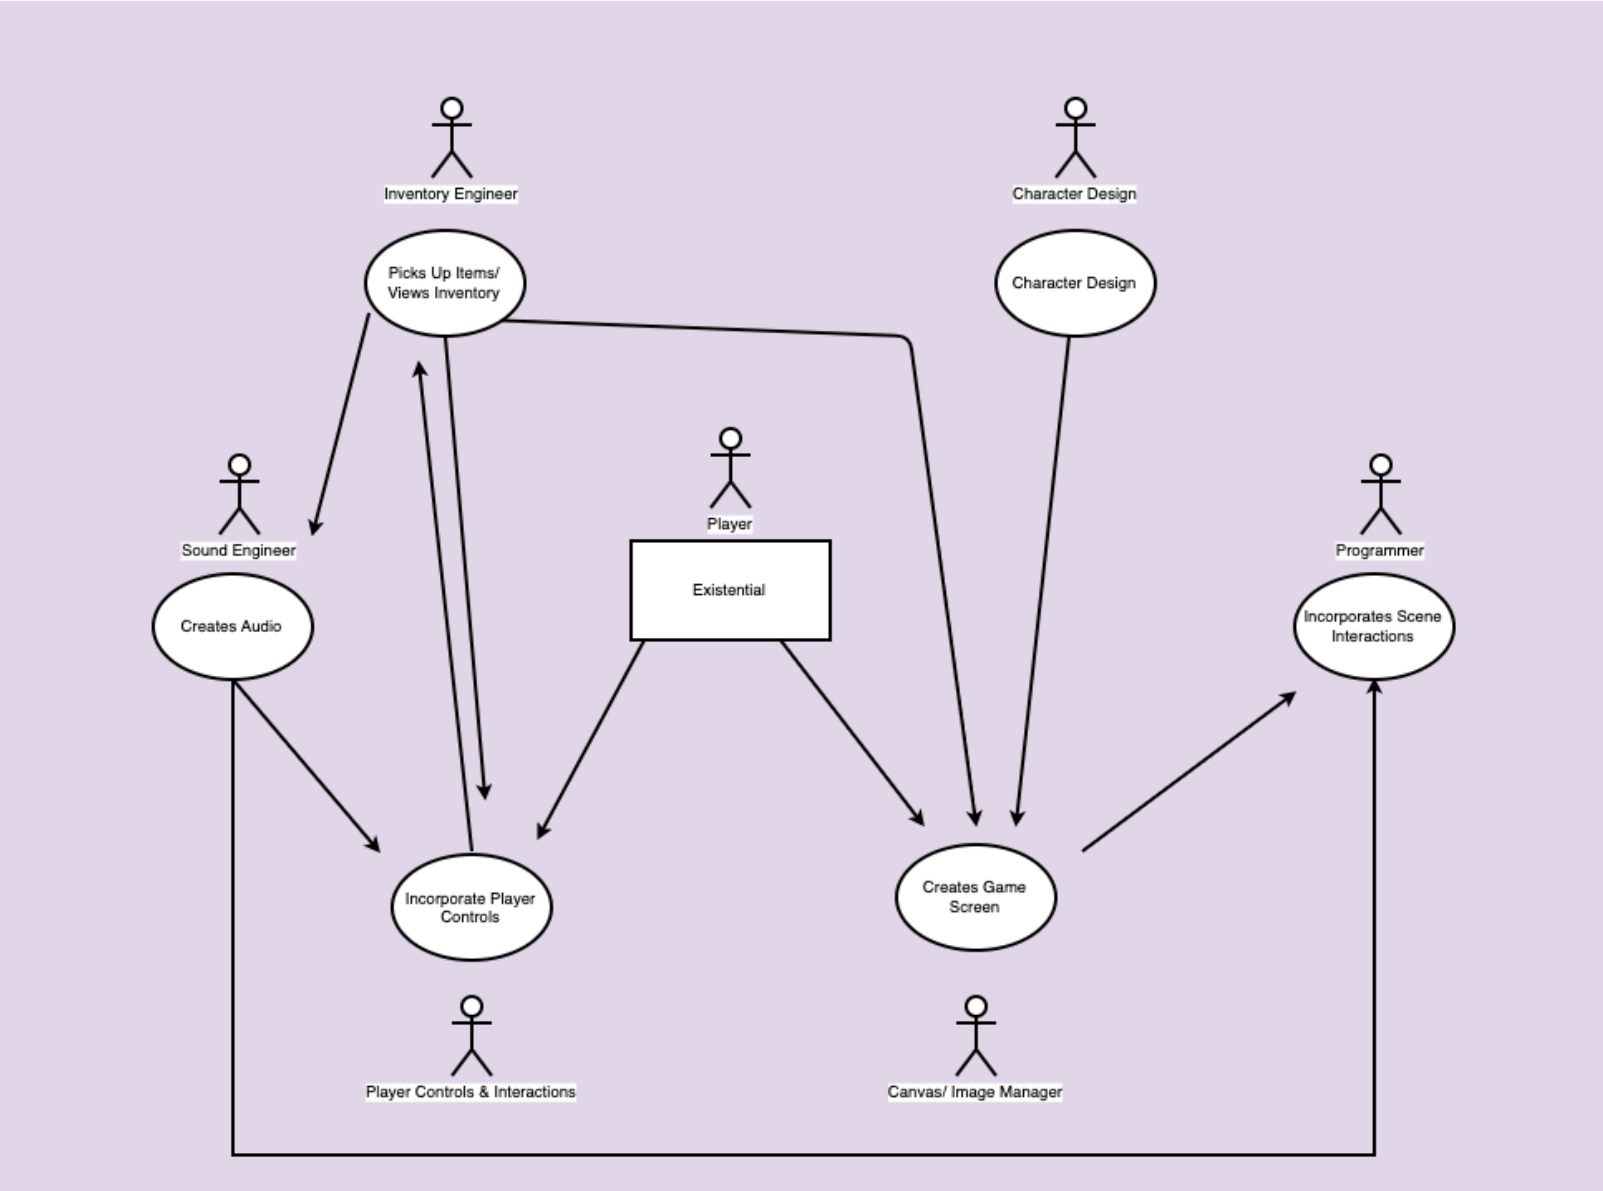 Inventory Engineer
Character Design
Picks Up Items/
Views Inventory
Character Design
Player
Sound Engineer
Programmer
Existential
Creates Audio
Incorporates Scene
Interactions
Incorporate Player
Controls
Creates Game
Screen
Player Controls & Interactions
Canvas/ Image Manager